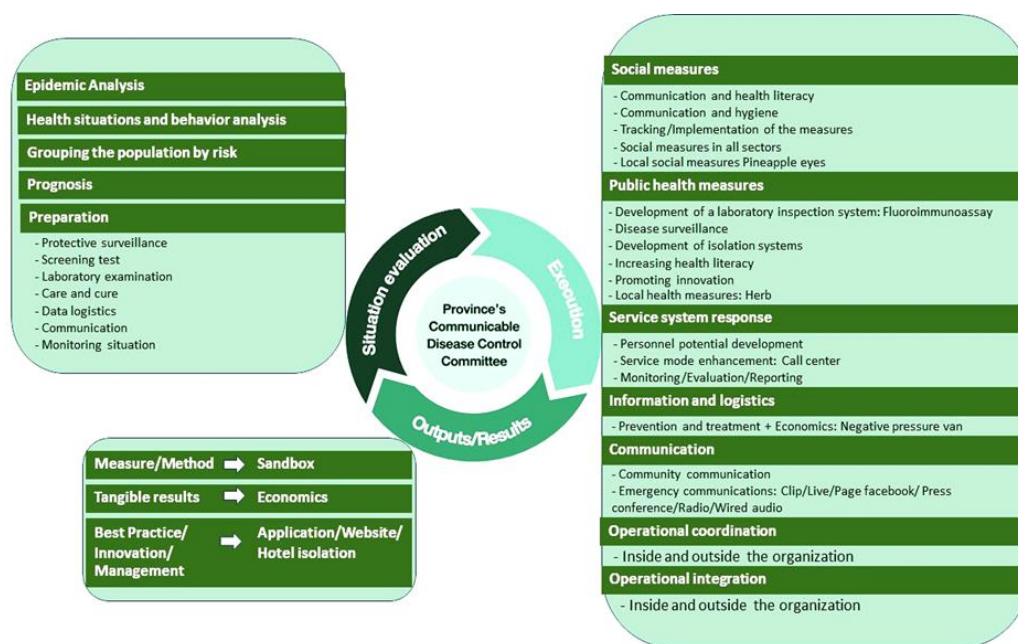 Epidemic Analysis
Health situations and behavior analysis
Grouping the population by risk
Prognosis
Preparation
- Protective surveillance
- Screening test
- Laboratory examination
- Care and cure
- Data logistics
- Communication
- Monitoring situation
Situation evaluation
Execution
Outputs/Results
Province's
Communicable
Disease Control
Committee
Measure/Method
Sandbox
Tangible results
Economics
Best Practice/
Innovation/
Management
Application/Website/
Hotel isolation
Social measures
- Communication and health literacy
- Communication and hygiene
- Tracking/Implementation of the measures
- Social measures in all sectors
- Local social measures Pineapple eyes
Public health measures
- Development of a laboratory inspection system: Fluoroimmunoassay
- Disease surveillance
- Development of isolation systems
- Increasing health literacy
- Promoting innovation
- Local health measures: Herb
Service system response
- Personnel potential development
- Service mode enhancement: Call center
- Monitoring/Evaluation/Reporting
Information and logistics
- Prevention and treatment + Economics: Negative pressure van
Communication
- Community communication
- Emergency communications: Clip/Live/Page facebook/ Press
conference/Radio/Wired audio
Operational coordination
- Inside and outside the organization
Operational integration
- Inside and outside the organization